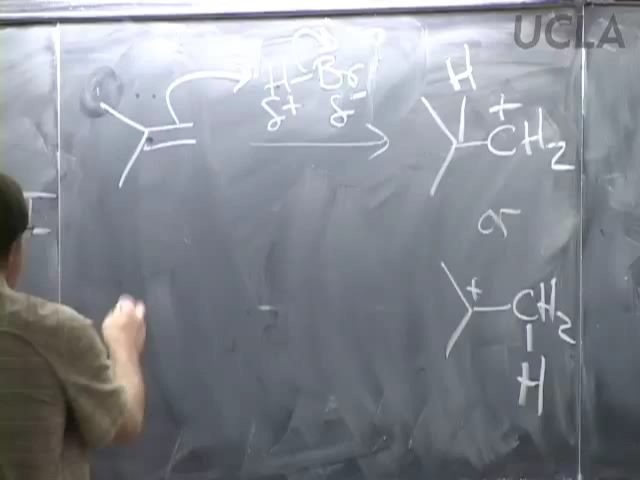 UCLA
H-Br
δ+ δ-
H
+
CH2
or
+
CH2
H